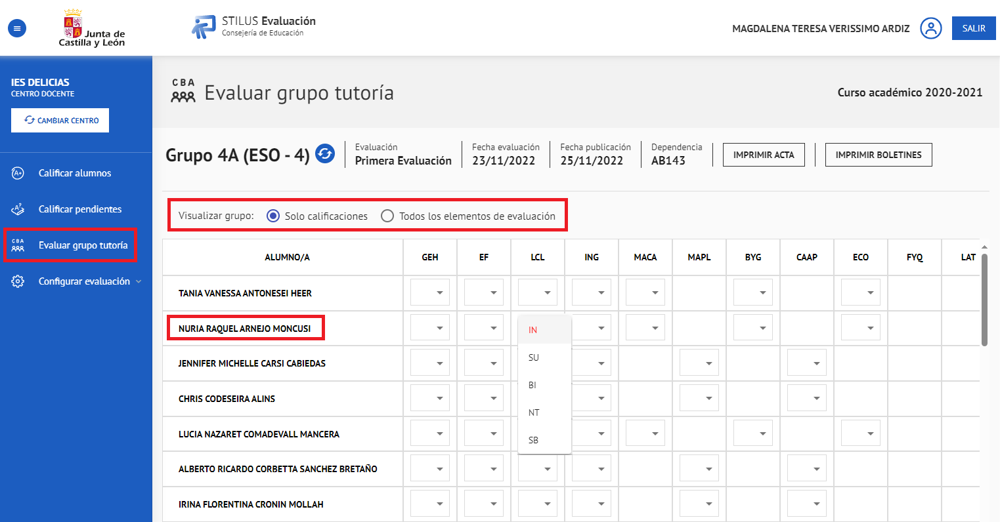 Junta de
Castilla y León
STILUS Evaluación
Consejería de Educación
MAGDALENA TERESA VERISSIMO ARDIZ
SALIR
IES DELICIAS
CENTRO DOCENTE
CAMBIAR CENTRO
Calificar alumnos
Calificar pendientes
Evaluar grupo tutoría
Configurar evaluación
CBA
Evaluar grupo tutoría
Curso académico 2020-2021
Grupo 4A (ESO - 4)
Evaluación
Primera Evaluación
Fecha evaluación
23/11/2022
Fecha publicación
25/11/2022
Dependencia
AB143
IMPRIMIR ACTA
IMPRIMIR BOLETINES
Visualizar grupo: Solo calificaciones Todos los elementos de evaluación
ALUMNO/A GEH EF LCL ING MACA MAPL BYG CAAP ECO FYQ LAT
TANIA VANESSA ANTONESEI HEER
NURIA RAQUEL ARNEJO MONCUSI
JENNIFER MICHELLE CARSI CABIEDAS
CHRIS CODESEIRA ALINS
LUCIA NAZARET COMADEVALL MANCERA
ALBERTO RICARDO CORBETTA SANCHEZ BRETAÑO
IRINA FLORENTINA CRONIN MOLLAH
IN
SU
BI
NT
SB